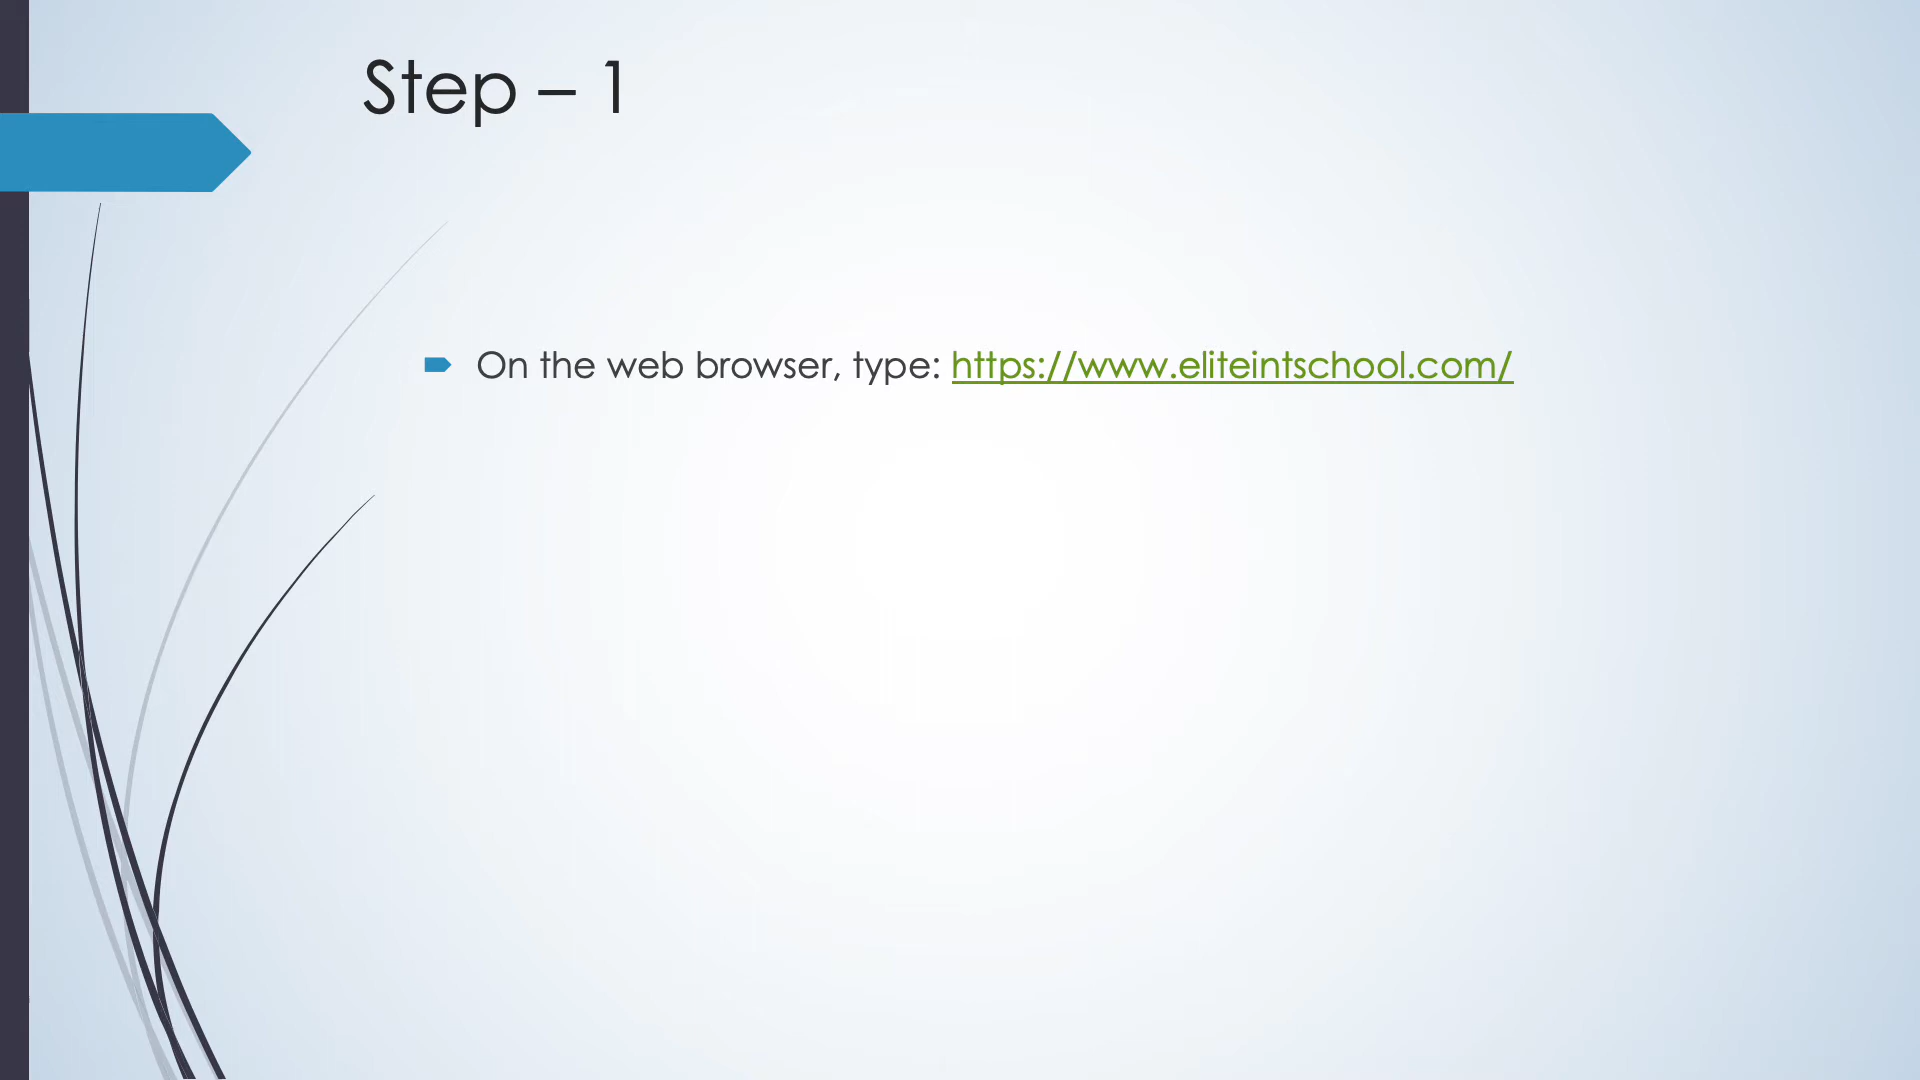 Step – 1
On the web browser, type: https://www.eliteintschool.com/